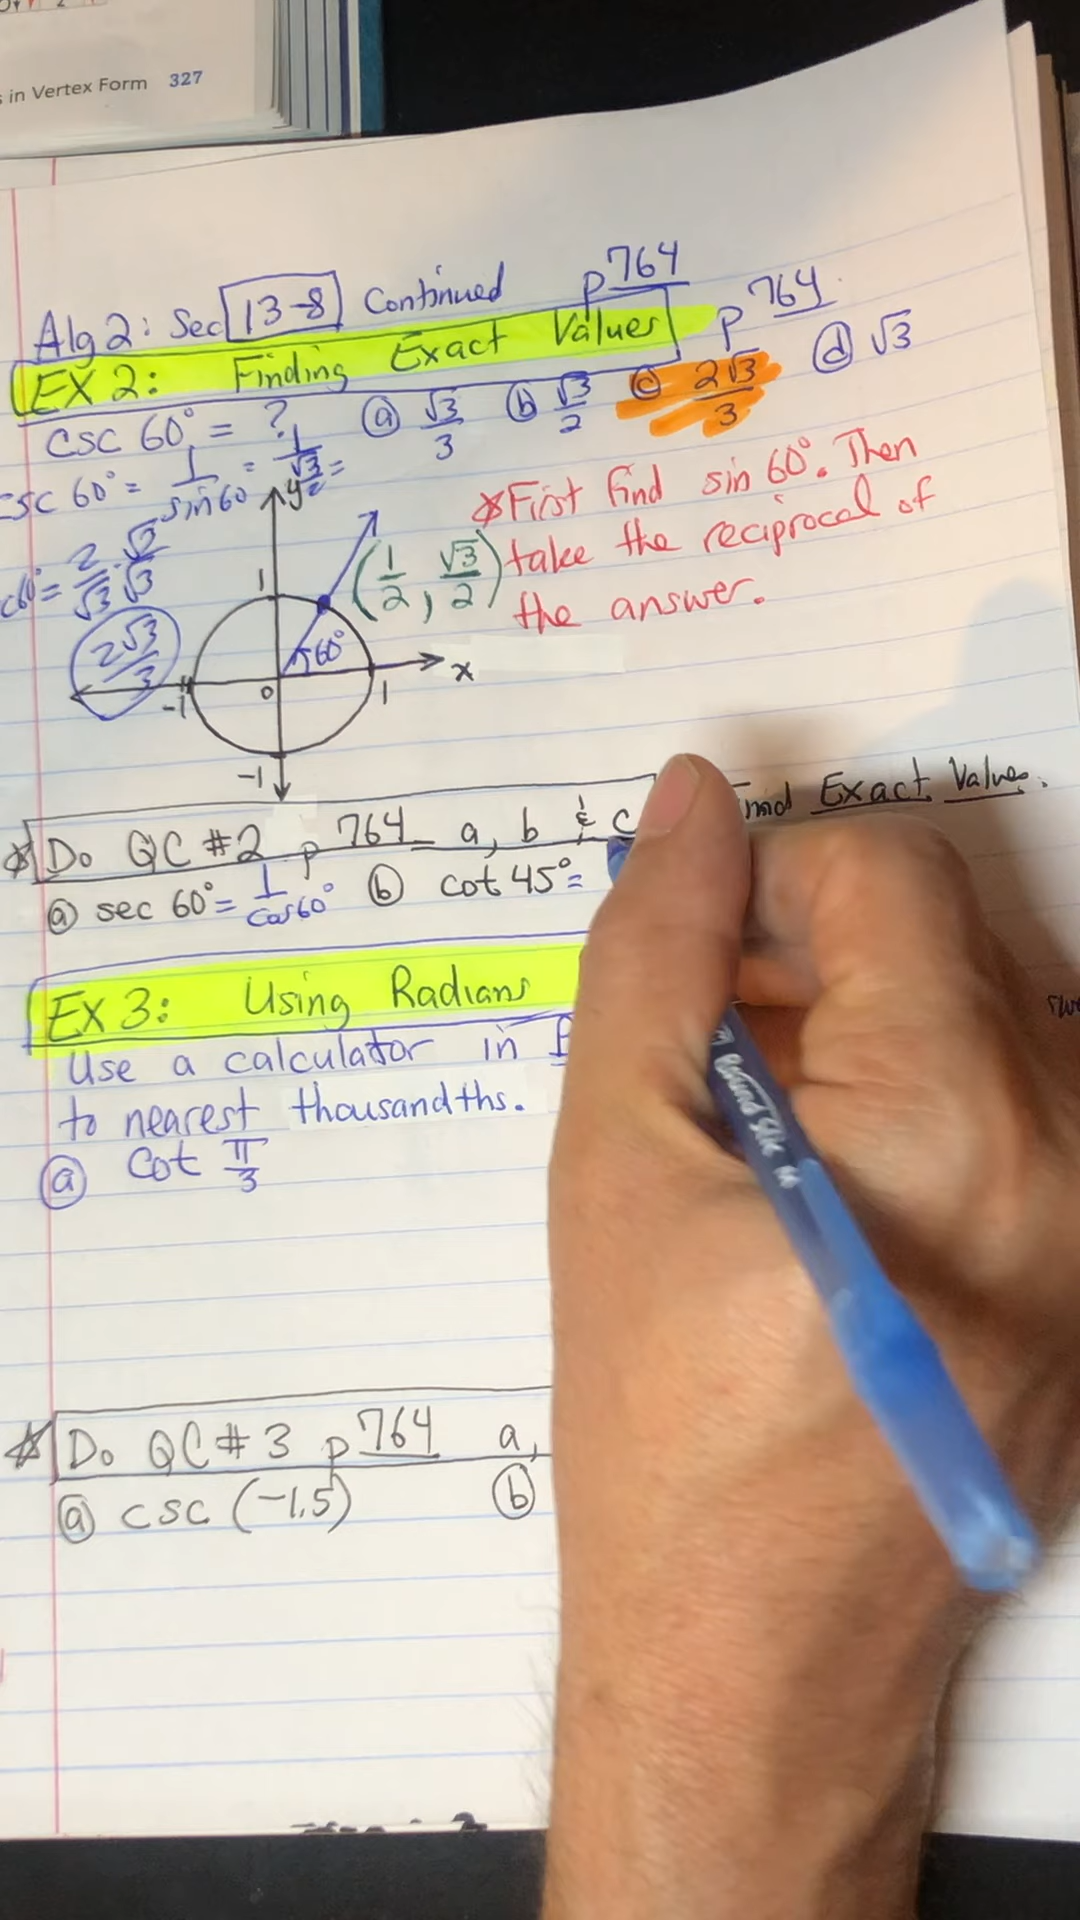 in Vertex Form 327
Alg 2: Sec 13-8 Continued p 764
EX 2: Finding Exact Values p 764
csc 60° = ? ⓐ √3/3 ⓑ √3/2 ⓒ 2√3/3 ⓓ √3
csc 60° = 1/sin 60 = 1/(√3/2) =
c60° = 2/√3 · √3/√3
2√3/3
y
1
(1/2, √3/2)
60°
x
-1 0 1
-1
*First find sin 60°. Then
take the reciprocal of
the answer.
Do QC #2 p 764 a, b & c
Exact Values.
ⓐ sec 60° = 1/cos60° ⓑ cot 45° =
EX 3: Using Radians
Use a calculator in
to nearest thousandths.
ⓐ cot π/3
Do QC # 3 p 764 a,
ⓐ csc (-1.5) ⓑ
Round Stic M